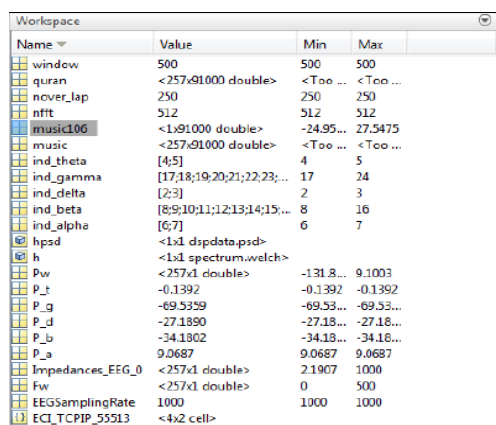 Workspace
Name Value Min Max
window 500 500 500
quran <257x91000 double> <Too ... <Too ...
nover_lap 250 250 250
nfft 512 512 512
music106 <1x91000 double> -24.95... 27.5475
music <257x91000 double> <Too ... <Too ...
ind_theta [4;5] 4 5
ind_gamma [17;18;19;20;21;22;23;... 17 24
ind_delta [2;3] 2 3
ind_beta [8;9;10;11;12;13;14;15;... 8 16
ind_alpha [6;7] 6 7
hpsd <1x1 dspdata.psd>
h <1x1 spectrum.welch>
Pw <257x1 double> -131.8... 9.1003
P_t -0.1392 -0.1392 -0.1392
P_g -69.5359 -69.53... -69.53...
P_d -27.1890 -27.18... -27.18...
P_b -34.1802 -34.18... -34.18...
P_a 9.0687 9.0687 9.0687
Impedances_EEG_0 <257x1 double> 2.1907 1000
Fw <257x1 double> 0 500
EEGSamplingRate 1000 1000 1000
ECI_TCPIP_55513 <4x2 cell>